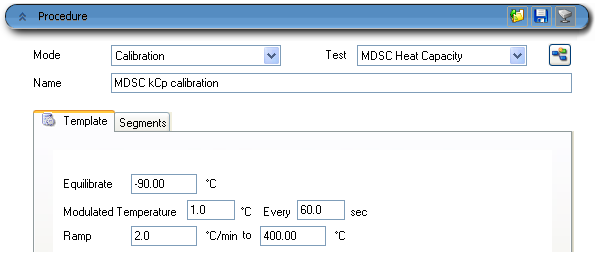 Procedure
Mode Calibration Test MDSC Heat Capacity
Name MDSC kCp calibration
Template Segments
Equilibrate -90.00 °C
Modulated Temperature 1.0 °C Every 60.0 sec
Ramp 2.0 °C/min to 400.00 °C